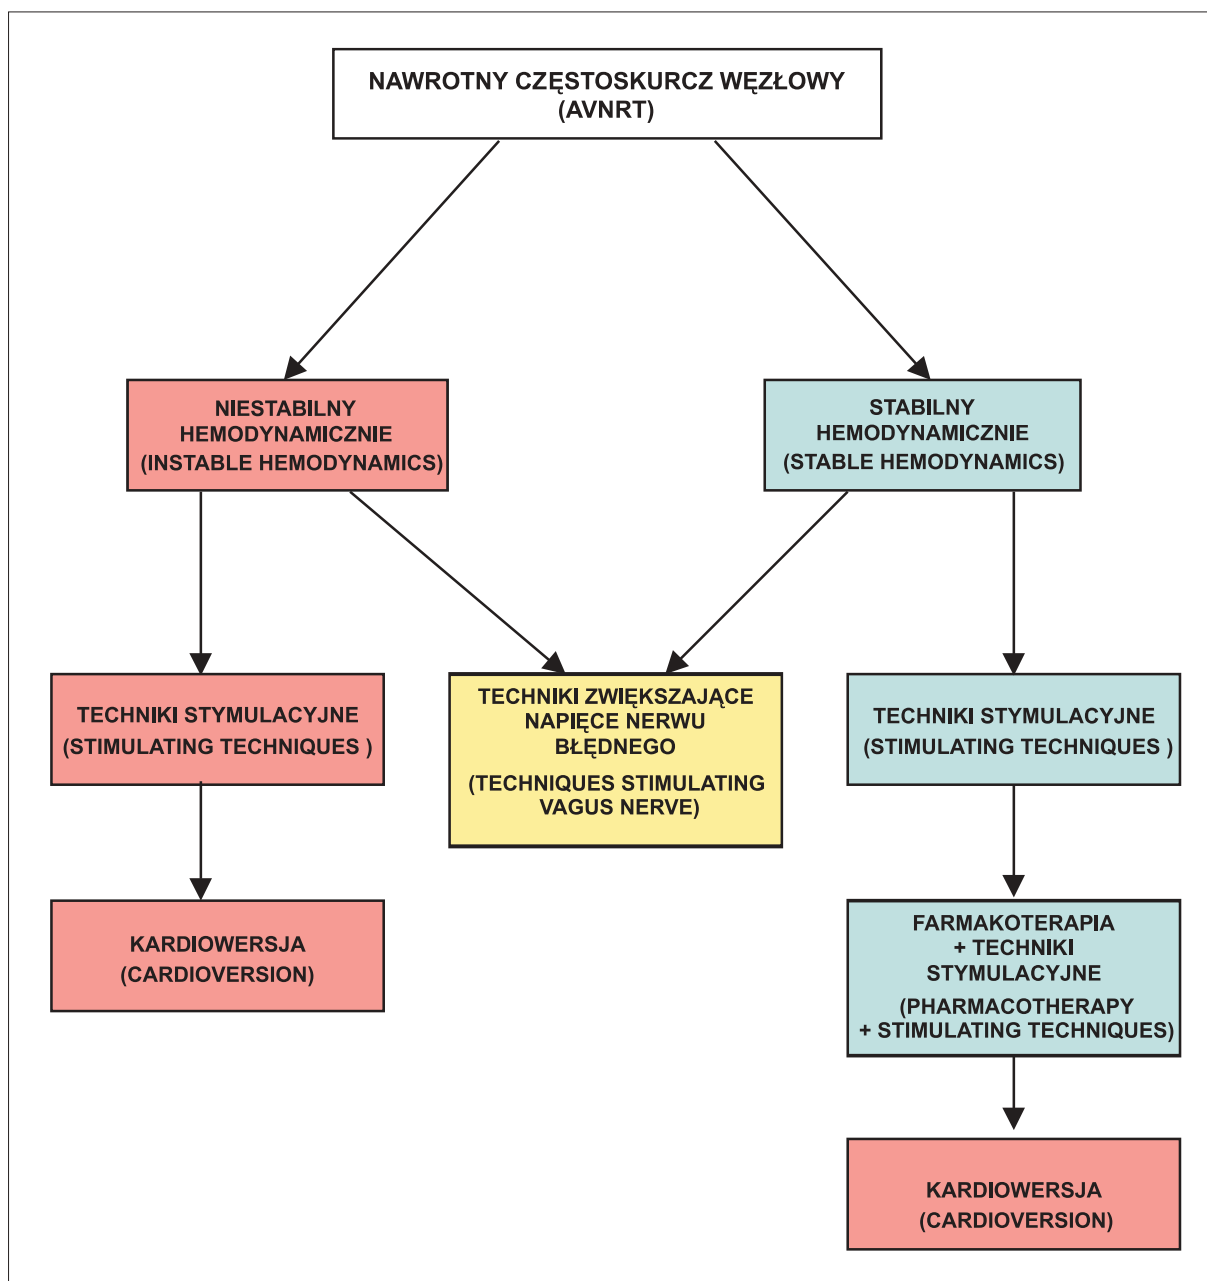 NAWROTNY CZĘSTOSKURCZ WĘZŁOWY
(AVNRT)
NIESTABILNY
HEMODYNAMICZNIE
(INSTABLE HEMODYNAMICS)
STABILNY
HEMODYNAMICZNIE
(STABLE HEMODYNAMICS)
TECHNIKI STYMULACYJNE
(STIMULATING TECHNIQUES )
TECHNIKI ZWIĘKSZAJĄCE
NAPIĘCE NERWU
BŁĘDNEGO
(TECHNIQUES STIMULATING
VAGUS NERVE)
TECHNIKI STYMULACYJNE
(STIMULATING TECHNIQUES )
KARDIOWERSJA
(CARDIOVERSION)
FARMAKOTERAPIA
+ TECHNIKI
STYMULACYJNE
(PHARMACOTHERAPY
+ STIMULATING TECHNIQUES)
KARDIOWERSJA
(CARDIOVERSION)